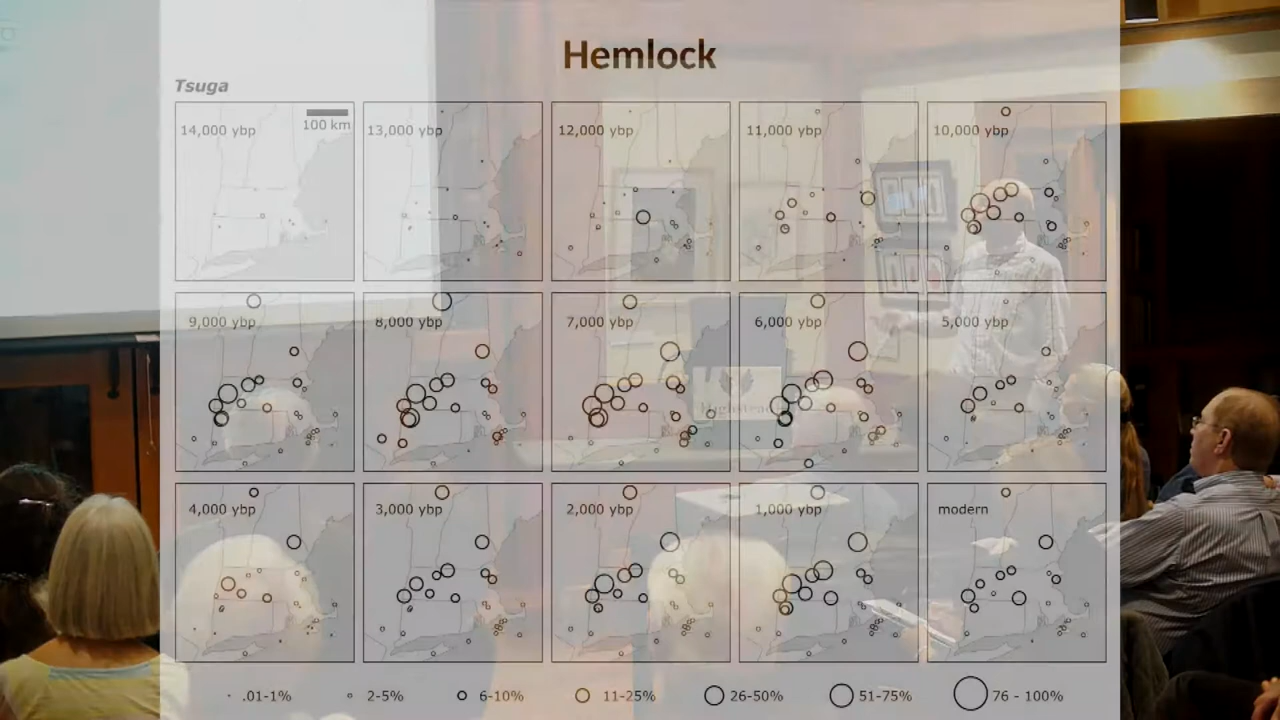 Hemlock
Tsuga
100 km
14,000 ybp
13,000 ybp
12,000 ybp
11,000 ybp
10,000 ybp
9,000 ybp
8,000 ybp
7,000 ybp
6,000 ybp
5,000 ybp
Highstead
4,000 ybp
3,000 ybp
2,000 ybp
1,000 ybp
modern
.01-1%
2-5%
6-10%
11-25%
26-50%
51-75%
76 - 100%